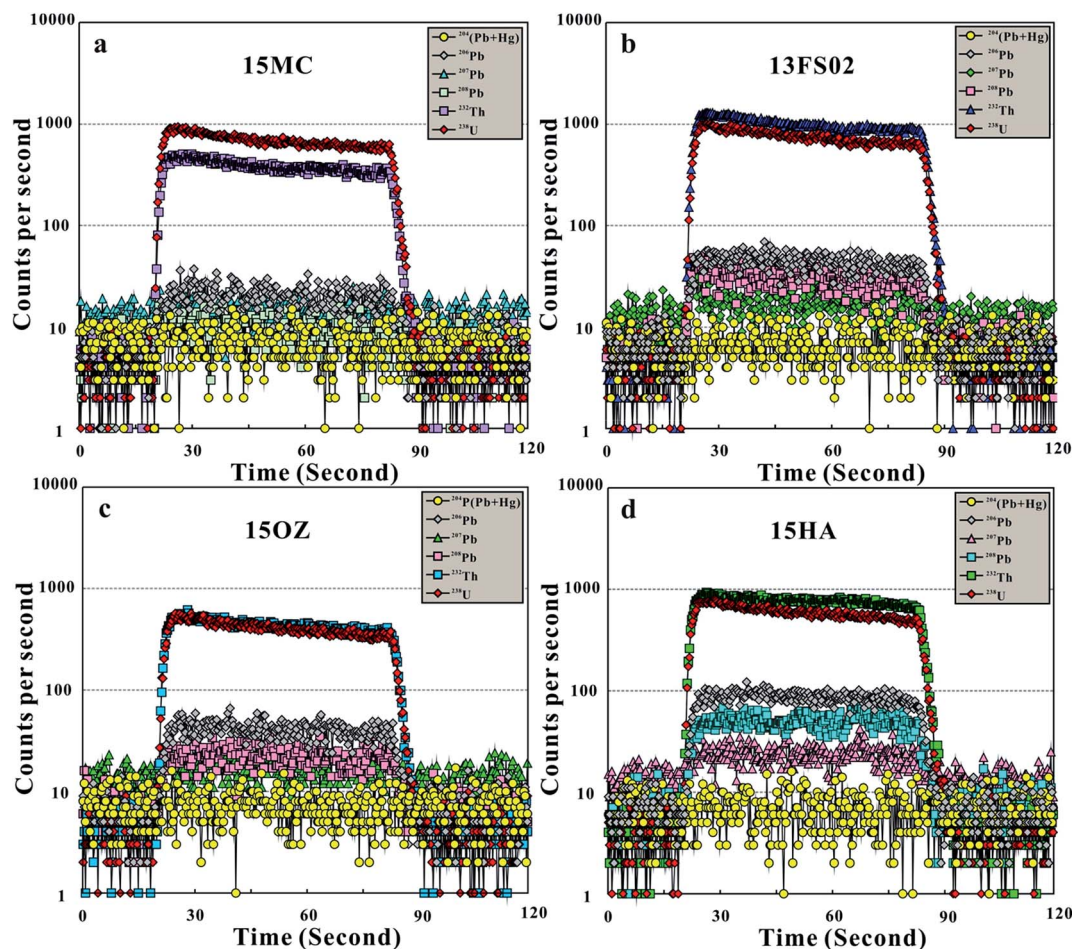 a
15MC
²⁰⁴(Pb+Hg)
²⁰⁶Pb
²⁰⁷Pb
²⁰⁸Pb
²³²Th
²³⁸U
Counts per second
10000
1000
100
10
1
0
30
60
90
120
Time (Second)
b
13FS02
²⁰⁴(Pb+Hg)
²⁰⁶Pb
²⁰⁷Pb
²⁰⁸Pb
²³²Th
²³⁸U
Counts per second
10000
1000
100
10
1
0
30
60
90
120
Time (Second)
c
15OZ
²⁰⁴P(Pb+Hg)
²⁰⁶Pb
²⁰⁷Pb
²⁰⁸Pb
²³²Th
²³⁸U
Counts per second
10000
1000
100
10
1
0
30
60
90
120
Time (Second)
d
15HA
²⁰⁴(Pb+Hg)
²⁰⁶Pb
²⁰⁷Pb
²⁰⁸Pb
²³²Th
²³⁸U
Counts per second
10000
1000
100
10
1
0
30
60
90
120
Time (Second)